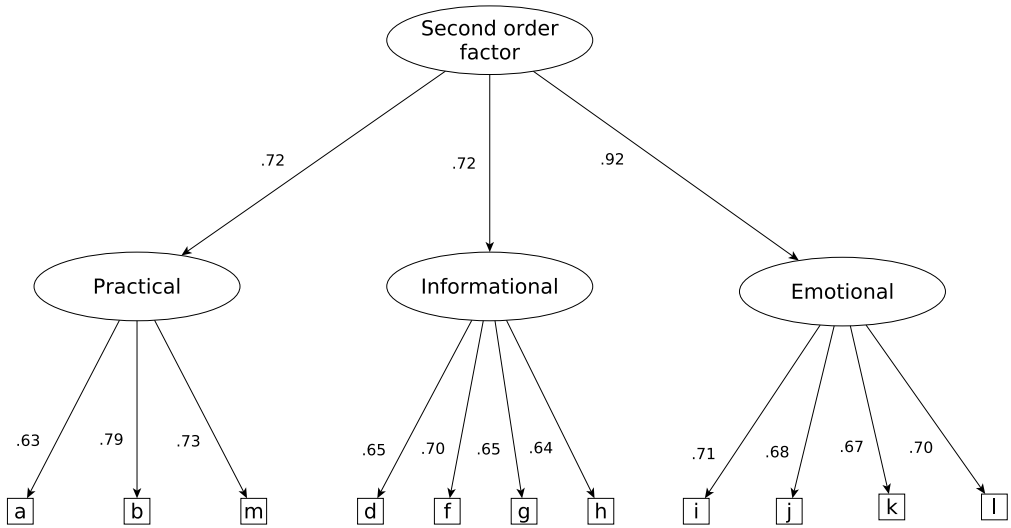 Second order
factor
.72
.72
.92
Practical
Informational
Emotional
.63
.79
.73
.65
.70
.65
.64
.71
.68
.67
.70
a
b
m
d
f
g
h
i
j
k
l